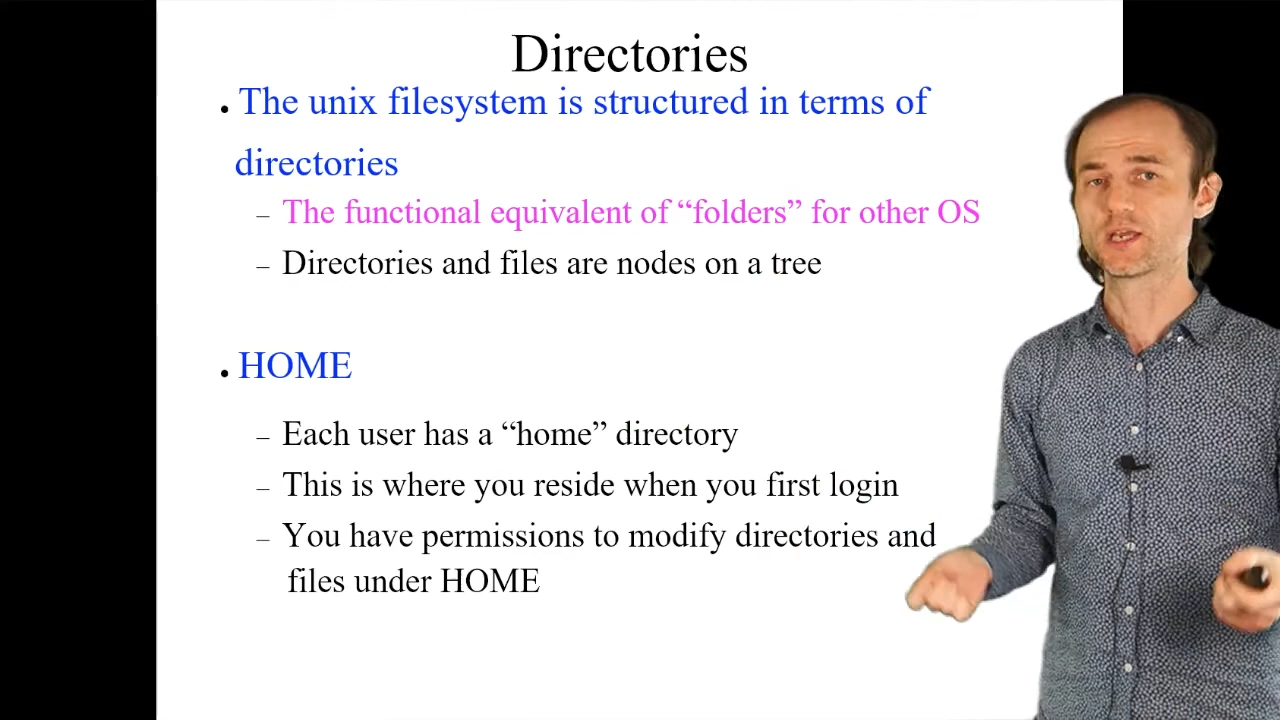 Directories
• The unix filesystem is structured in terms of
directories
– The functional equivalent of “folders” for other OS
– Directories and files are nodes on a tree
• HOME
– Each user has a “home” directory
– This is where you reside when you first login
– You have permissions to modify directories and
files under HOME